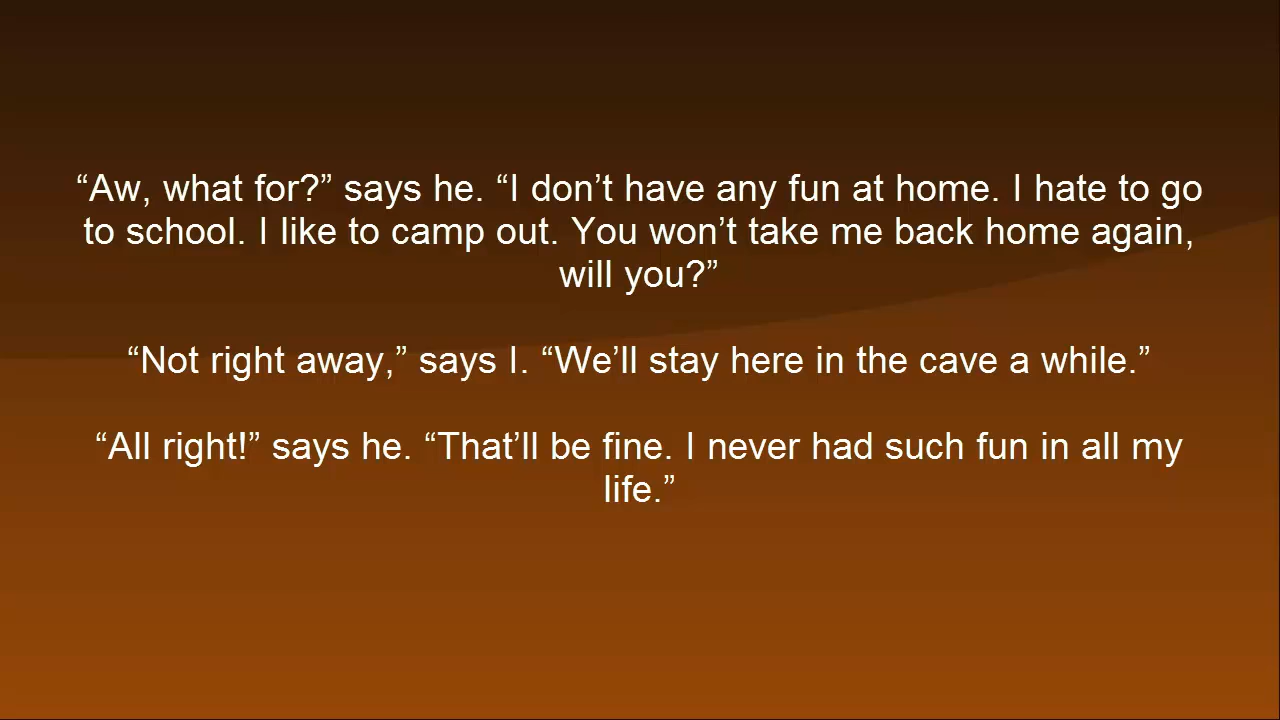 “Aw, what for?” says he. “I don’t have any fun at home. I hate to go
to school. I like to camp out. You won’t take me back home again,
will you?”
“Not right away,” says I. “We’ll stay here in the cave a while.”
“All right!” says he. “That’ll be fine. I never had such fun in all my
life.”